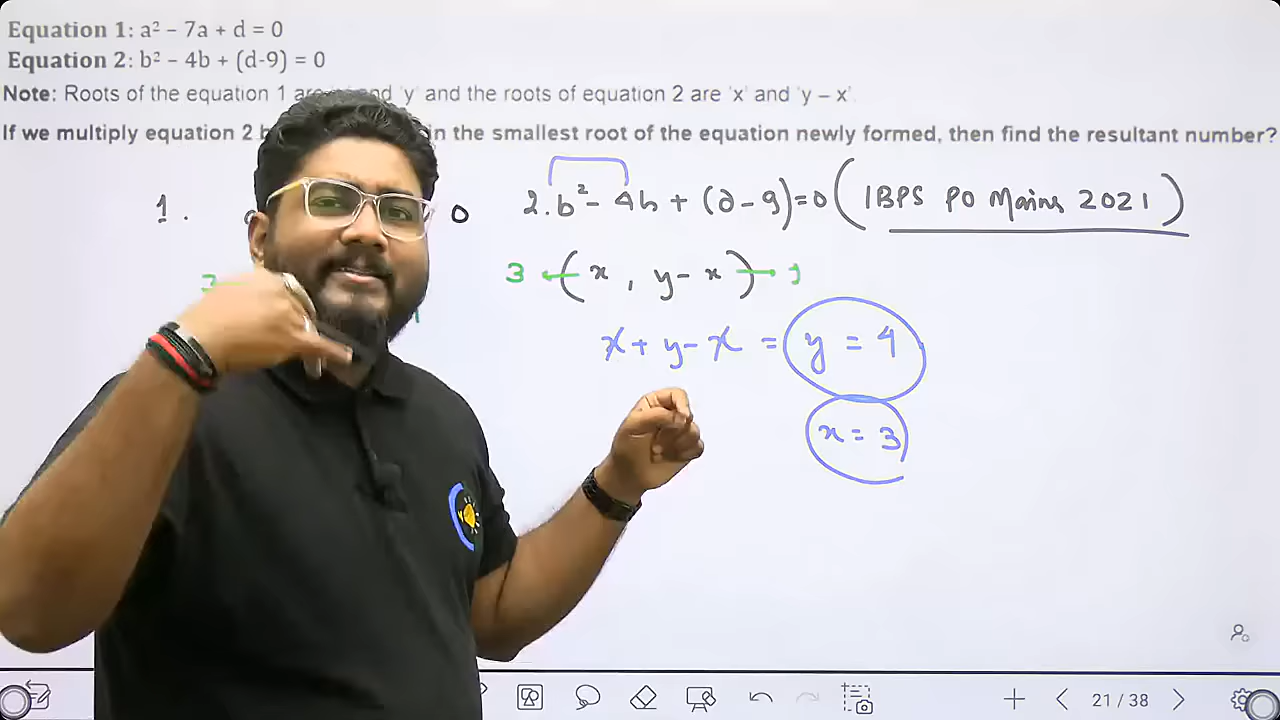 Equation 1: a² – 7a + d = 0
Equation 2: b² – 4b + (d-9) = 0
Note: Roots of the equation 1 are and 'y' and the roots of equation 2 are 'x' and 'y – x'.
If we multiply equation 2 in the smallest root of the equation newly formed, then find the resultant number?
1. 0 2. b² – 4b + (d – 9) = 0 (IBPS PO Mains 2021)
3 ← (x , y – x) → 1
x + y – x = y = 4
x = 3
21 / 38